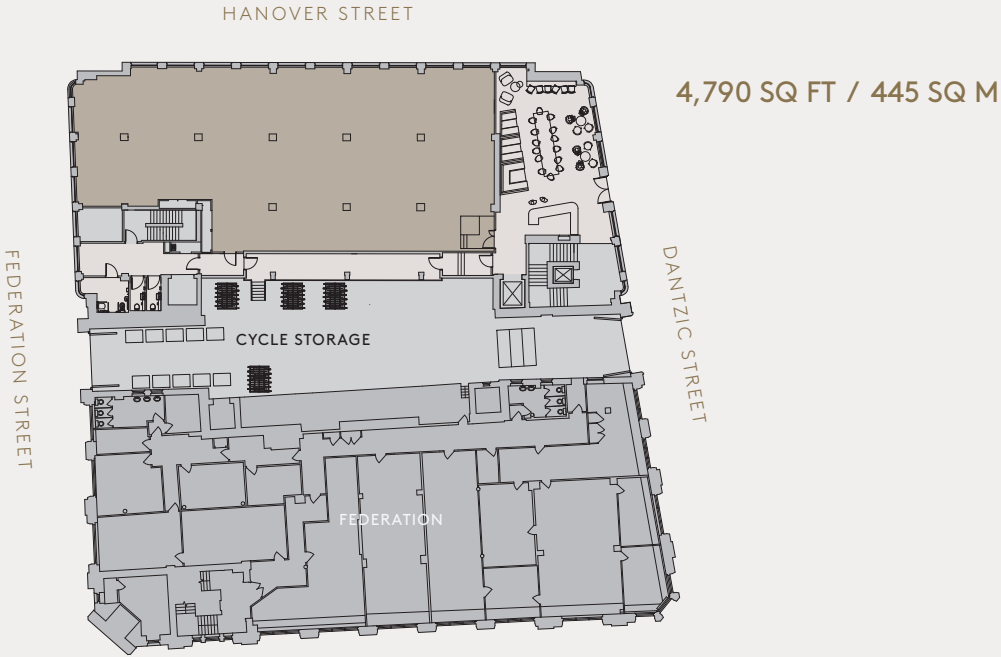 HANOVER STREET
4,790 SQ FT / 445 SQ M
FEDERATION STREET
DANTZIC STREET
CYCLE STORAGE
FEDERATION